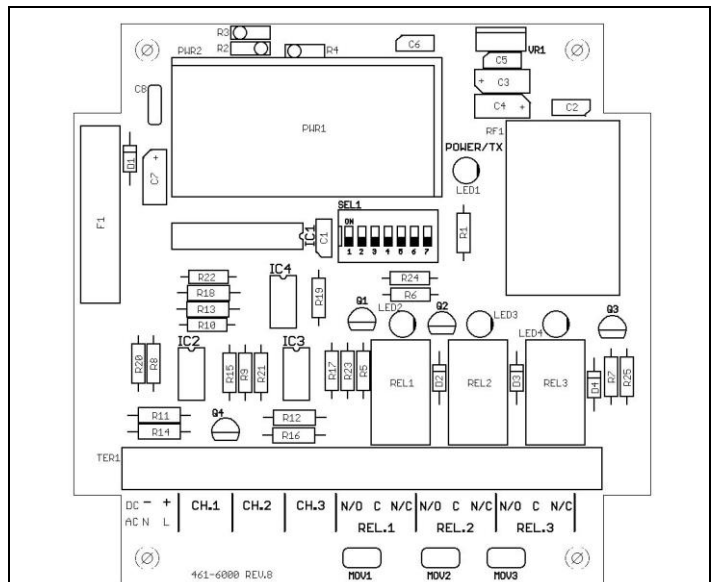 R3
PWR2 R2 R4 C6
VR1
C5
C8 + C3
C4 + C2
PWR1 RF1
POWER/TX
D1 + C7
LED1
F1 SEL1
ON
IC1 C1 R1
1 2 3 4 5 6 7
IC4
R22 R24
R18 R19 R6
R13 Q1 Q2 Q3
R10 LED2 LED3 LED4
IC2 IC3
R20 R8 R15 R9 R21 R17 R23 R5 REL1 D2 REL2 D3 REL3 D4 R7 R25
R11 Q4 R12
R14 R16
TER1
DC - + CH.1 CH.2 CH.3 N/O C N/C N/O C N/C N/O C N/C
AC N L REL.1 REL.2 REL.3
461-6000 REV.8 MOV1 MOV2 MOV3